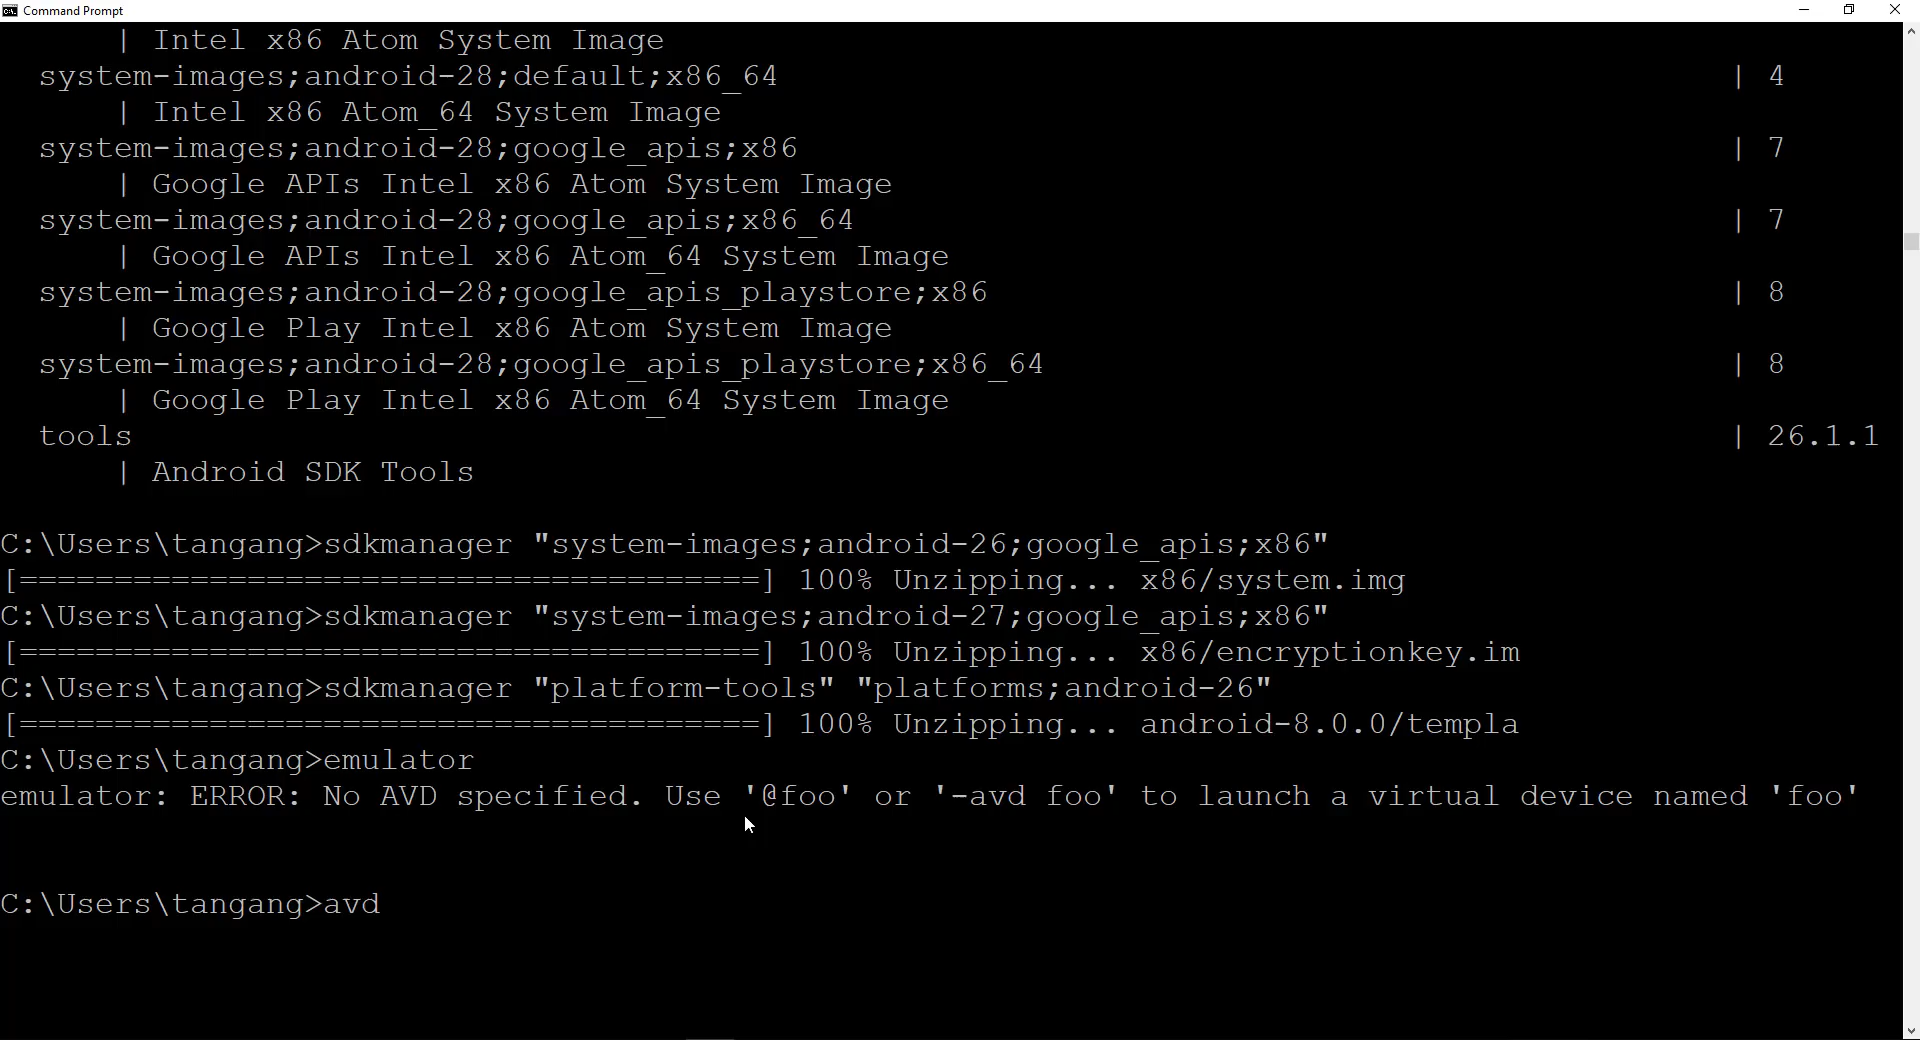 Command Prompt
| Intel x86 Atom System Image
system-images;android-28;default;x86_64 | 4
| Intel x86 Atom_64 System Image
system-images;android-28;google_apis;x86 | 7
| Google APIs Intel x86 Atom System Image
system-images;android-28;google_apis;x86_64 | 7
| Google APIs Intel x86 Atom_64 System Image
system-images;android-28;google_apis_playstore;x86 | 8
| Google Play Intel x86 Atom System Image
system-images;android-28;google_apis_playstore;x86_64 | 8
| Google Play Intel x86 Atom_64 System Image
tools | 26.1.1
| Android SDK Tools
C:\Users\tangang>sdkmanager "system-images;android-26;google_apis;x86"
[=======================================] 100% Unzipping... x86/system.img
C:\Users\tangang>sdkmanager "system-images;android-27;google_apis;x86"
[=======================================] 100% Unzipping... x86/encryptionkey.im
C:\Users\tangang>sdkmanager "platform-tools" "platforms;android-26"
[=======================================] 100% Unzipping... android-8.0.0/templa
C:\Users\tangang>emulator
emulator: ERROR: No AVD specified. Use '@foo' or '-avd foo' to launch a virtual device named 'foo'
C:\Users\tangang>avd